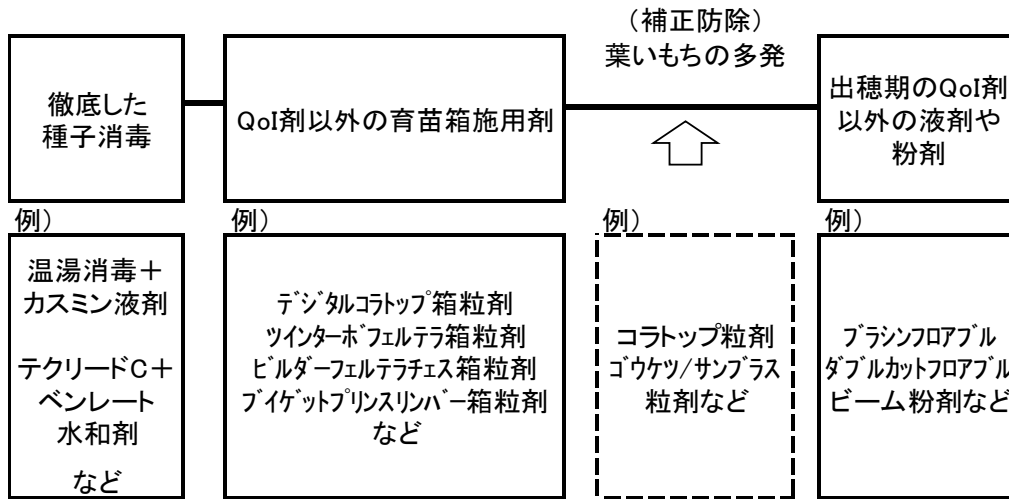 徹底した
種子消毒
QoI剤以外の育苗箱施用剤
（補正防除）
葉いもちの多発
出穂期のQoI剤
以外の液剤や
粉剤
例）
温湯消毒＋
カスミン液剤
テクリードC＋
ベンレート
水和剤
など
例）
ﾃﾞｼﾞﾀﾙｺﾗﾄｯﾌﾟ箱粒剤
ﾂｲﾝﾀｰﾎﾞﾌｪﾙﾃﾗ箱粒剤
ﾋﾞﾙﾀﾞｰﾌｪﾙﾃﾗﾁｪｽ箱粒剤
ﾌﾞｲｹﾞｯﾄﾌﾟﾘﾝｽﾘﾝﾊﾞｰ箱粒剤
など
例）
コラトップ粒剤
ｺﾞｳｹﾂ/ｻﾝﾌﾞﾗｽ
粒剤など
例）
ﾌﾞﾗｼﾝﾌﾛｱﾌﾞﾙ
ﾀﾞﾌﾞﾙｶｯﾄﾌﾛｱﾌﾞﾙ
ビーム粉剤など